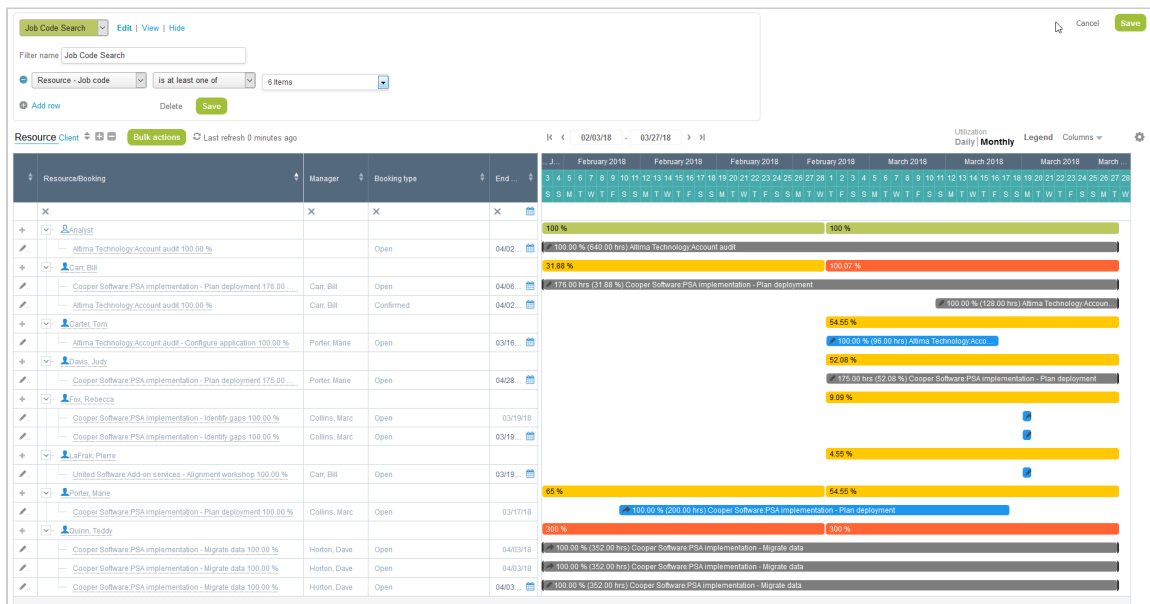 Job Code Search Edit | View | Hide Cancel Save
Filter name Job Code Search
Resource - Job code is at least one of 6 Items
Add row Delete Save
Resource Client Bulk actions Last refresh 0 minutes ago 02/03/18 - 03/27/18 Utilization Daily | Monthly Legend Columns
Resource/Booking Manager Booking type End ...
... J... February 2018 February 2018 February 2018 February 2018 March 2018 March 2018 March 2018 March ...
3 4 5 6 7 8 9 10 11 12 13 14 15 16 17 18 19 20 21 22 23 24 25 26 27 28 1 2 3 4 5 6 7 8 9 10 11 12 13 14 15 16 17 18 19 20 21 22 23 24 25 26 27 28
S S M T W T F S S M T W T F S S M T W T F S S M T W T F S S M T W T F S S M T W T F S S M T W T F S S M T W
Analyst 100 % 100 %
Altima Technology:Account audit 100.00 % Open 04/02... 100.00 % (640.00 hrs) Altima Technology:Account audit
Carr, Bill 31.88 % 100.07 %
Cooper Software:PSA implementation - Plan deployment 176.00 ... Carr, Bill Open 04/06... 176.00 hrs (31.88 %) Cooper Software:PSA implementation - Plan deployment
Altima Technology:Account audit 100.00 % Carr, Bill Confirmed 04/02... 100.00 % (128.00 hrs) Altima Technology:Accoun...
Carter, Tom 54.55 %
Altima Technology:Account audit - Configure application 100.00 % Porter, Marie Open 03/16... 100.00 % (96.00 hrs) Altima Technology:Acco...
Davis, Judy 52.08 %
Cooper Software:PSA implementation - Plan deployment 175.00 ... Porter, Marie Open 04/28... 175.00 hrs (52.08 %) Cooper Software:PSA implementation - Plan deployment
Fox, Rebecca 9.09 %
Cooper Software:PSA implementation - Identify gaps 100.00 % Collins, Marc Open 03/19/18
Cooper Software:PSA implementation - Identify gaps 100.00 % Collins, Marc Open 03/19...
LaFrak, Pierre 4.55 %
United Software:Add-on services - Alignment workshop 100.00 % Carr, Bill Open 03/19...
Porter, Marie 65 % 54.55 %
Cooper Software:PSA implementation - Plan deployment 100.00 % Collins, Marc Open 03/17/18 100.00 % (200.00 hrs) Cooper Software:PSA implementation - Plan deployment
Quinn, Teddy 300 % 300 %
Cooper Software:PSA implementation - Migrate data 100.00 % Horton, Dave Open 04/03/18 100.00 % (352.00 hrs) Cooper Software:PSA implementation - Migrate data
Cooper Software:PSA implementation - Migrate data 100.00 % Horton, Dave Open 04/03/18 100.00 % (352.00 hrs) Cooper Software:PSA implementation - Migrate data
Cooper Software:PSA implementation - Migrate data 100.00 % Horton, Dave Open 04/03... 100.00 % (352.00 hrs) Cooper Software:PSA implementation - Migrate data